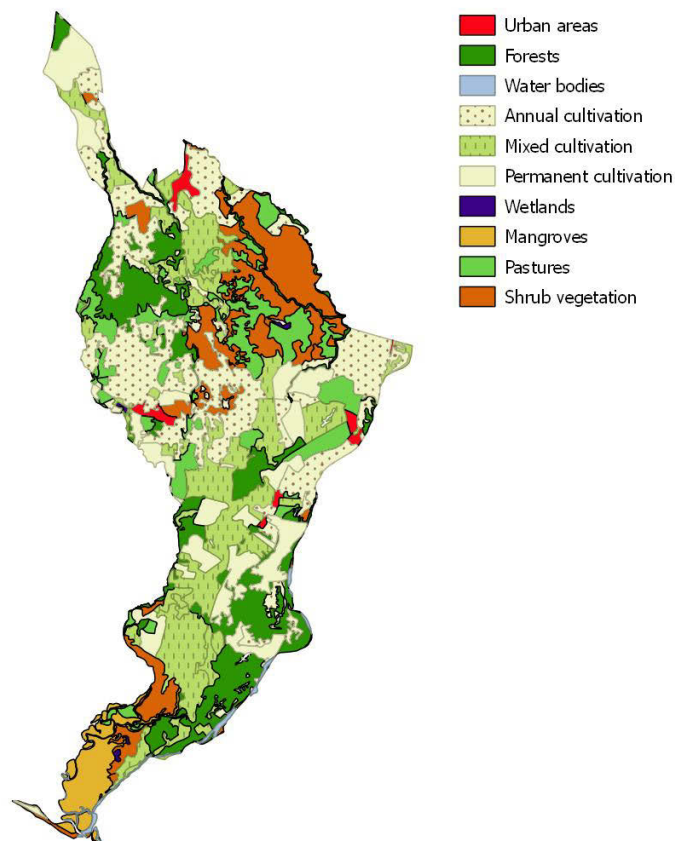 Urban areas
Forests
Water bodies
Annual cultivation
Mixed cultivation
Permanent cultivation
Wetlands
Mangroves
Pastures
Shrub vegetation